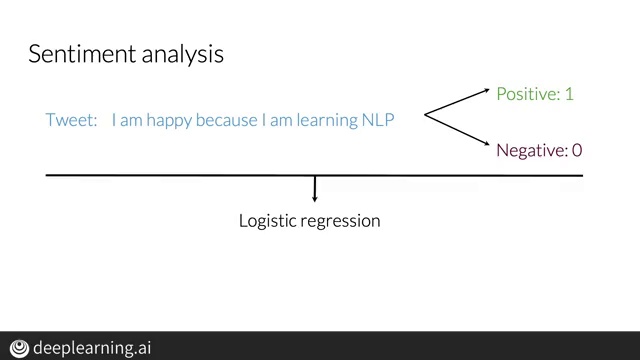 Sentiment analysis
Positive: 1
Tweet: I am happy because I am learning NLP
Negative: 0
Logistic regression
deeplearning.ai